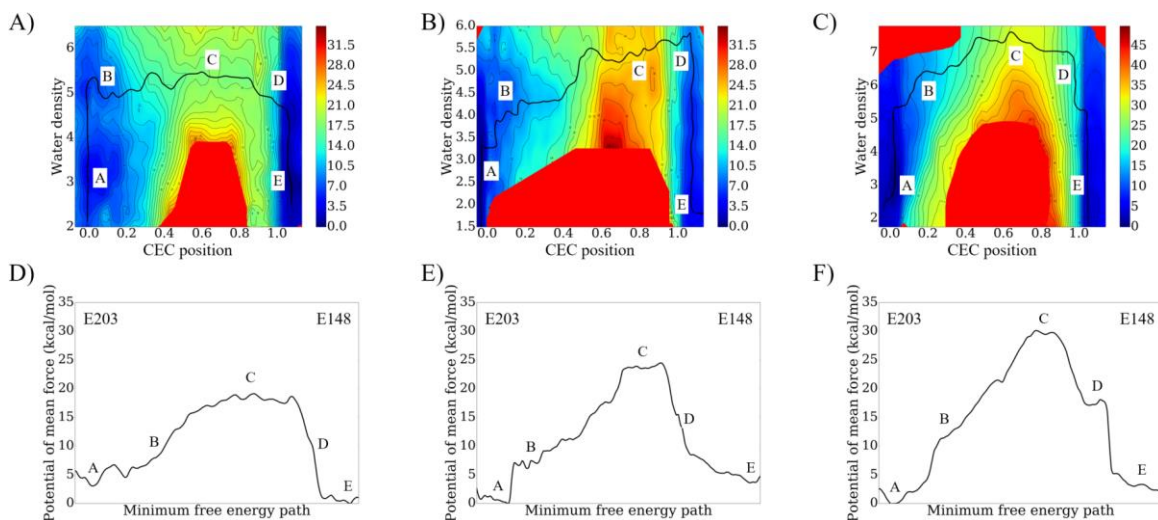 A)
6
5
4
3
2
Water density
0.0 0.2 0.4 0.6 0.8 1.0
CEC position
A
B
C
D
E
31.5
28.0
24.5
21.0
17.5
14.0
10.5
7.0
3.5
0.0
B)
6.0
5.5
5.0
4.5
4.0
3.5
3.0
2.5
2.0
1.5
Water density
0.0 0.2 0.4 0.6 0.8 1.0
CEC position
A
B
C
D
E
31.5
28.0
24.5
21.0
17.5
14.0
10.5
7.0
3.5
0.0
C)
7
6
5
4
3
2
Water density
0.0 0.2 0.4 0.6 0.8 1.0
CEC position
A
B
C
D
E
45
40
35
30
25
20
15
10
5
0
D)
Potential of mean force (kcal/mol)
35
30
25
20
15
10
5
0
E203
E148
A
B
C
D
E
Minimum free energy path
E)
Potential of mean force (kcal/mol)
35
30
25
20
15
10
5
0
E203
E148
A
B
C
D
E
Minimum free energy path
F)
Potential of mean force (kcal/mol)
35
30
25
20
15
10
5
0
E203
E148
A
B
C
D
E
Minimum free energy path